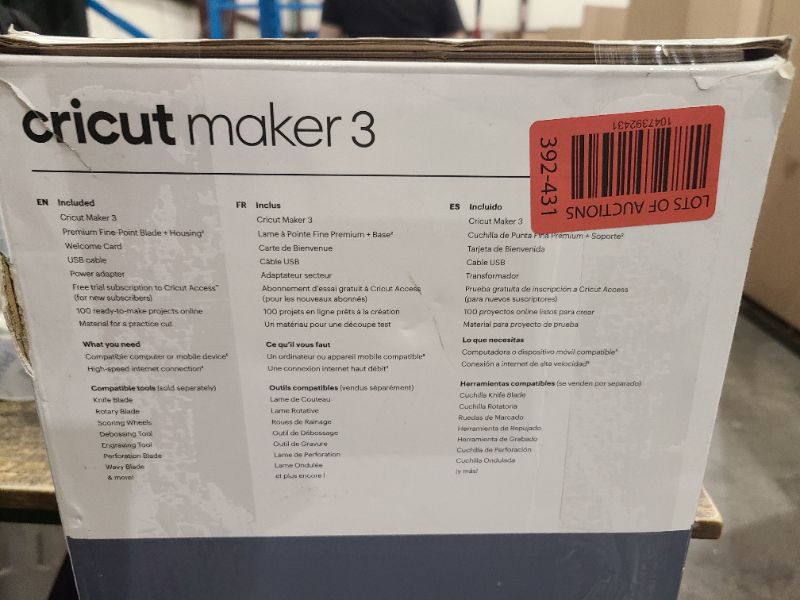 cricut maker 3
1047392431
392-431
LOTS OF AUCTIONS
EN Included
Cricut Maker 3
Premium Fine-Point Blade + Housing²
Welcome Card
USB cable
Power adapter
Free trial subscription to Cricut Access™
(for new subscribers)
100 ready-to-make projects online
Material for a practice cut
What you need
Compatible computer or mobile device⁶
High-speed internet connection⁶
Compatible tools (sold separately)
Knife Blade
Rotary Blade
Scoring Wheels
Debossing Tool
Engraving Tool
Perforation Blade
Wavy Blade
& more!
FR Inclus
Cricut Maker 3
Lame à Pointe Fine Premium + Base²
Carte de Bienvenue
Câble USB
Adaptateur secteur
Abonnement d'essai gratuit à Cricut Access
(pour les nouveaux abonnés)
100 projets en ligne prêts à la création
Un matériau pour une découpe test
Ce qu'il vous faut
Un ordinateur ou appareil mobile compatible⁶
Une connexion Internet haut débit⁶
Outils compatibles (vendus séparément)
Lame de Couteau
Lame Rotative
Roues de Rainage
Outil de Débossage
Outil de Gravure
Lame de Perforation
Lame Ondulée
et plus encore !
ES Incluido
Cricut Maker 3
Cuchilla de Punta Fina Premium + Soporte²
Tarjeta de Bienvenida
Cable USB
Transformador
Prueba gratuita de inscripción a Cricut Access
(para nuevos suscriptores)
100 proyectos online listos para crear
Material para proyecto de prueba
Lo que necesitas
Computadora o dispositivo móvil compatible⁶
Conexión a internet de alta velocidad⁶
Herramientas compatibles (se venden por separado)
Cuchilla Knife Blade
Cuchilla Rotatoria
Ruedas de Marcado
Herramienta de Repujado
Herramienta de Grabado
Cuchilla de Perforación
Cuchilla Ondulada
¡y más!